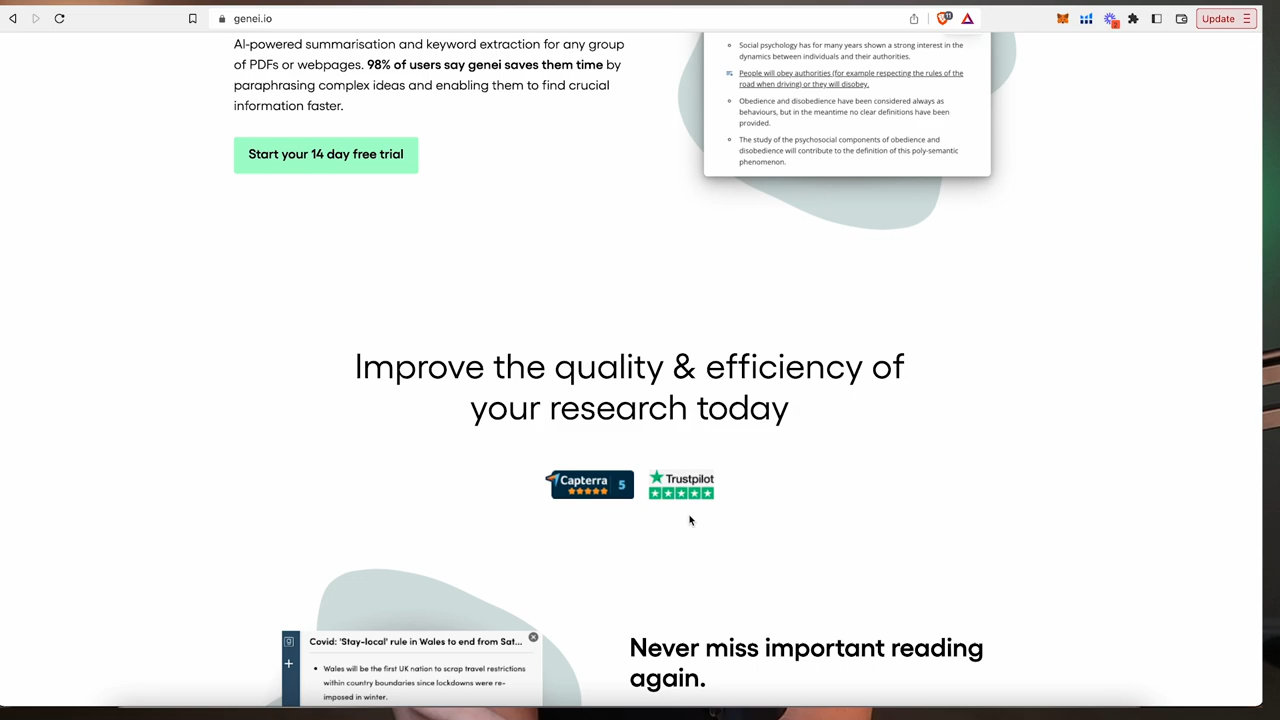 genei.io
11
2
Update
AI-powered summarisation and keyword extraction for any group
of PDFs or webpages. 98% of users say genei saves them time by
paraphrasing complex ideas and enabling them to find crucial
information faster.
Start your 14 day free trial
Social psychology has for many years shown a strong interest in the
dynamics between individuals and their authorities.
People will obey authorities (for example respecting the rules of the
road when driving) or they will disobey.
Obedience and disobedience have been considered always as
behaviours, but in the meantime no clear definitions have been
provided.
The study of the psychosocial components of obedience and
disobedience will contribute to the definition of this poly-semantic
phenomenon.
Improve the quality & efficiency of
your research today
Capterra 5
Trustpilot
Covid: 'Stay-local' rule in Wales to end from Sat...
Wales will be the first UK nation to scrap travel restrictions
within country boundaries since lockdowns were re-
imposed in winter.
Never miss important reading
again.